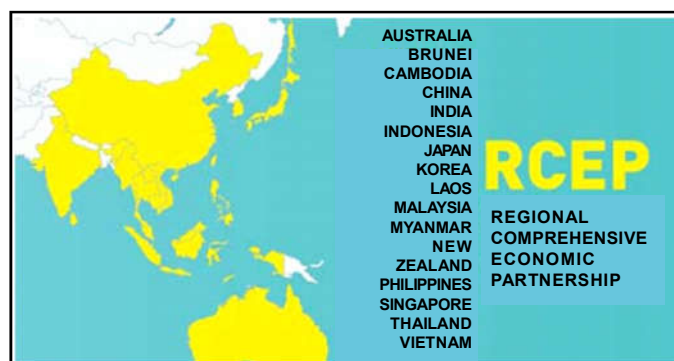 AUSTRALIA
BRUNEI
CAMBODIA
CHINA
INDIA
INDONESIA
JAPAN
KOREA
LAOS
MALAYSIA
MYANMAR
NEW
ZEALAND
PHILIPPINES
SINGAPORE
THAILAND
VIETNAM
RCEP
REGIONAL
COMPREHENSIVE
ECONOMIC
PARTNERSHIP